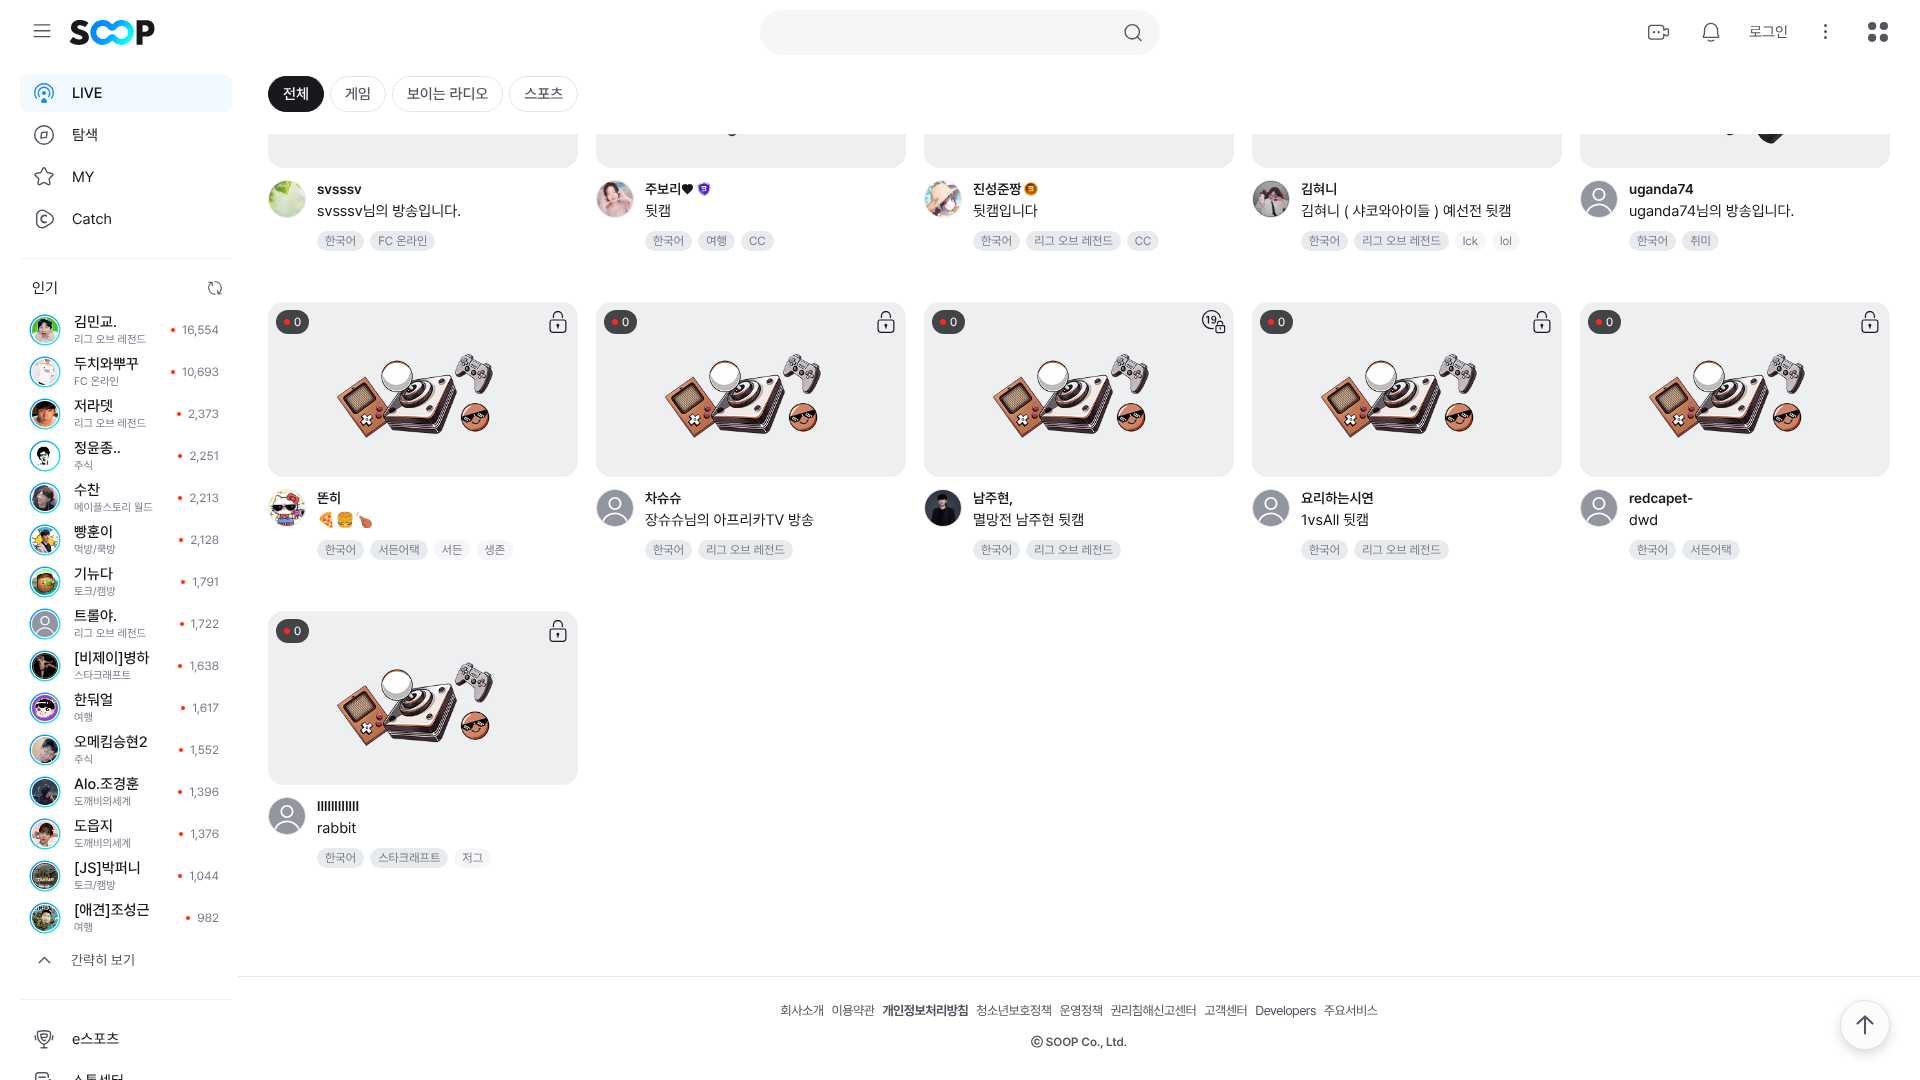 SOOP
로그인
LIVE
탐색
MY
Catch
인기
김민교.
리그 오브 레전드
16,554
두치와뿌꾸
FC 온라인
10,693
저라뎃
리그 오브 레전드
2,373
정윤종..
주식
2,251
수찬
메이플스토리 월드
2,213
빵훈이
먹방/쿡방
2,128
기뉴다
토크/캠방
1,791
트롤야.
리그 오브 레전드
1,722
[비제이]병하
스타크래프트
1,638
한둬얼
여행
1,617
오메킴승현2
주식
1,552
Alo.조경훈
도깨비의세계
1,396
도읍지
도깨비의세계
1,376
[JS]박퍼니
토크/캠방
1,044
[애견]조성근
여행
982
간략히 보기
e스포츠
전체 게임 보이는 라디오 스포츠
svsssv
svsssv님의 방송입니다.
한국어 FC 온라인
주보리♥
뒷캠
한국어 여행 CC
진성준짱
뒷캠입니다
한국어 리그 오브 레전드 CC
김혀니
김혀니 ( 샤코와아이들 ) 예선전 뒷캠
한국어 리그 오브 레전드 lck lol
uganda74
uganda74님의 방송입니다.
한국어 취미
0
똔히
🍕🍔🍗
한국어 서든어택 서든 생존
0
차슈슈
장슈슈님의 아프리카TV 방송
한국어 리그 오브 레전드
0
19
남주현,
멸망전 남주현 뒷캠
한국어 리그 오브 레전드
0
요리하는시연
1vsAll 뒷캠
한국어 리그 오브 레전드
0
redcapet-
dwd
한국어 서든어택
0
llllllllllll
rabbit
한국어 스타크래프트 저그
회사소개 이용약관 개인정보처리방침 청소년보호정책 운영정책 권리침해신고센터 고객센터 Developers 주요서비스
ⓒ SOOP Co., Ltd.